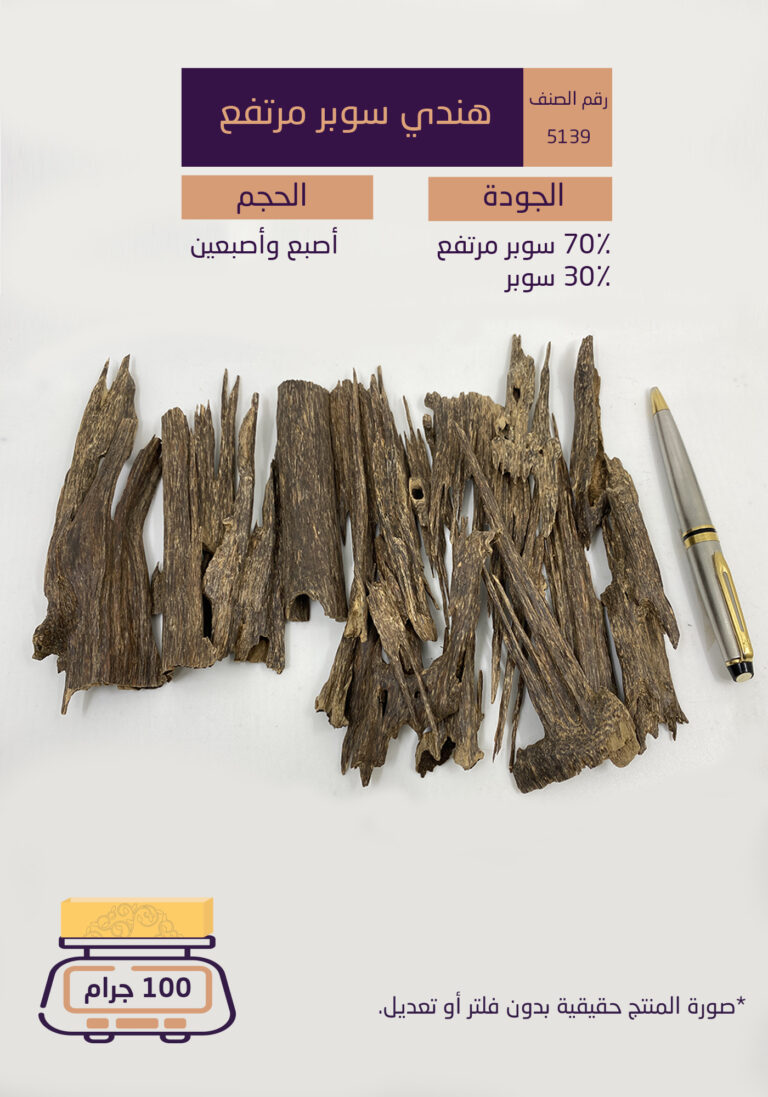 رقم الصنف
5139
هندي سوبر مرتفع
الجودة
70٪ سوبر مرتفع
30٪ سوبر
الحجم
أصبع وأصبعين
100 جرام
*صورة المنتج حقيقية بدون فلتر أو تعديل.